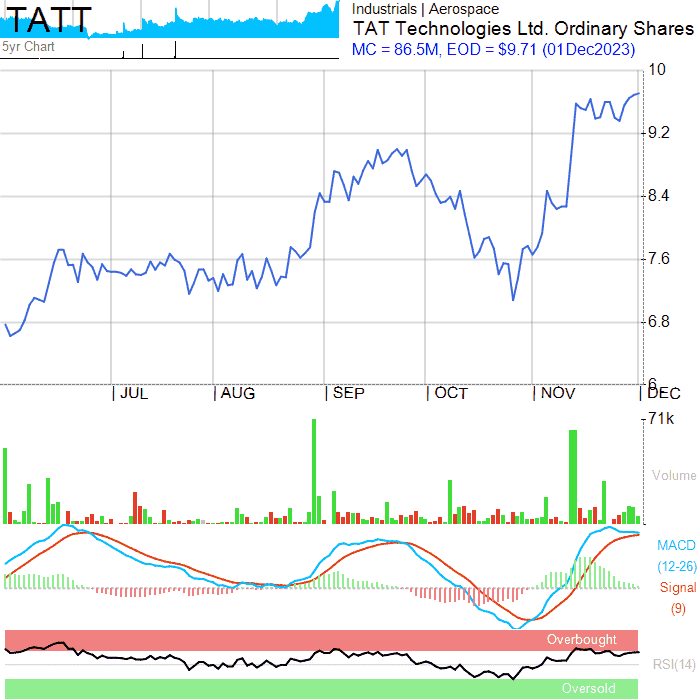 TATT
5yr Chart
Industrials | Aerospace
TAT Technologies Ltd. Ordinary Shares
MC = 86.5M, EOD = $9.71 (01Dec2023)
10
9.2
8.4
7.6
6.8
6
JUL
AUG
SEP
OCT
NOV
DEC
71k
Volume
MACD
(12-26)
Signal
(9)
Overbought
RSI(14)
Oversold